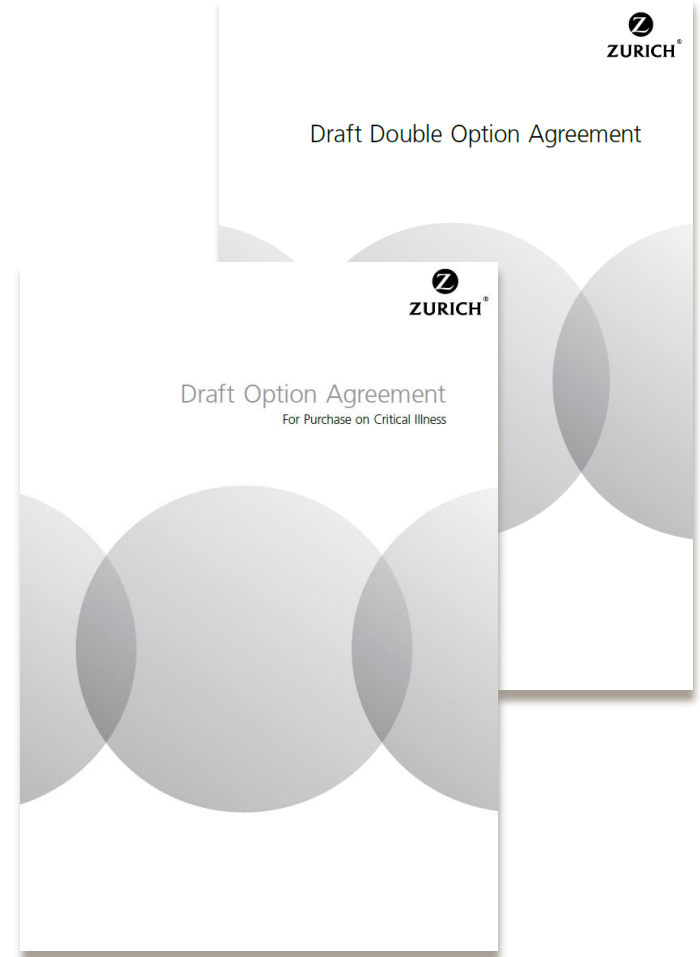 ZURICH®
Draft Double Option Agreement
ZURICH®
Draft Option Agreement
For Purchase on Critical Illness